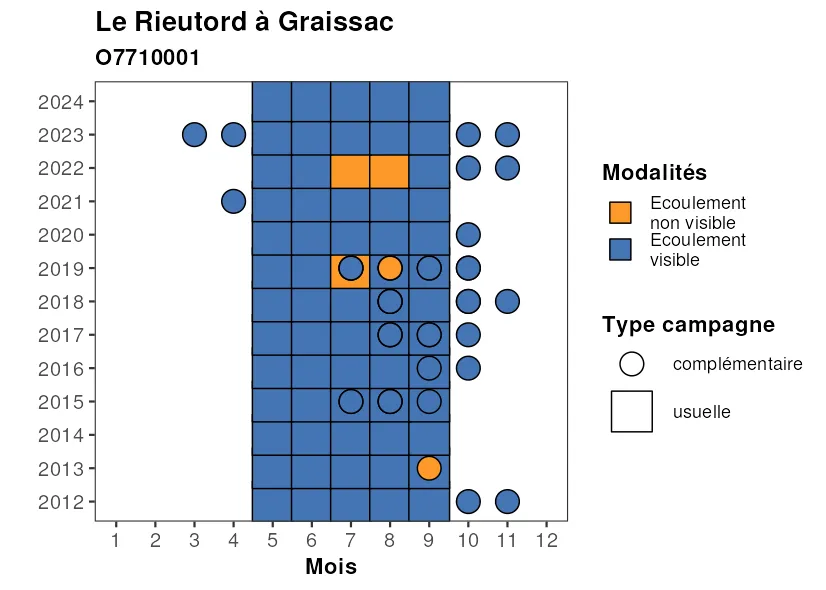 Le Rieutord à Graissac
O7710001
2024
2023
2022
2021
2020
2019
2018
2017
2016
2015
2014
2013
2012
1 2 3 4 5 6 7 8 9 10 11 12
Mois
Modalités
Ecoulement
non visible
Ecoulement
visible
Type campagne
complémentaire
usuelle